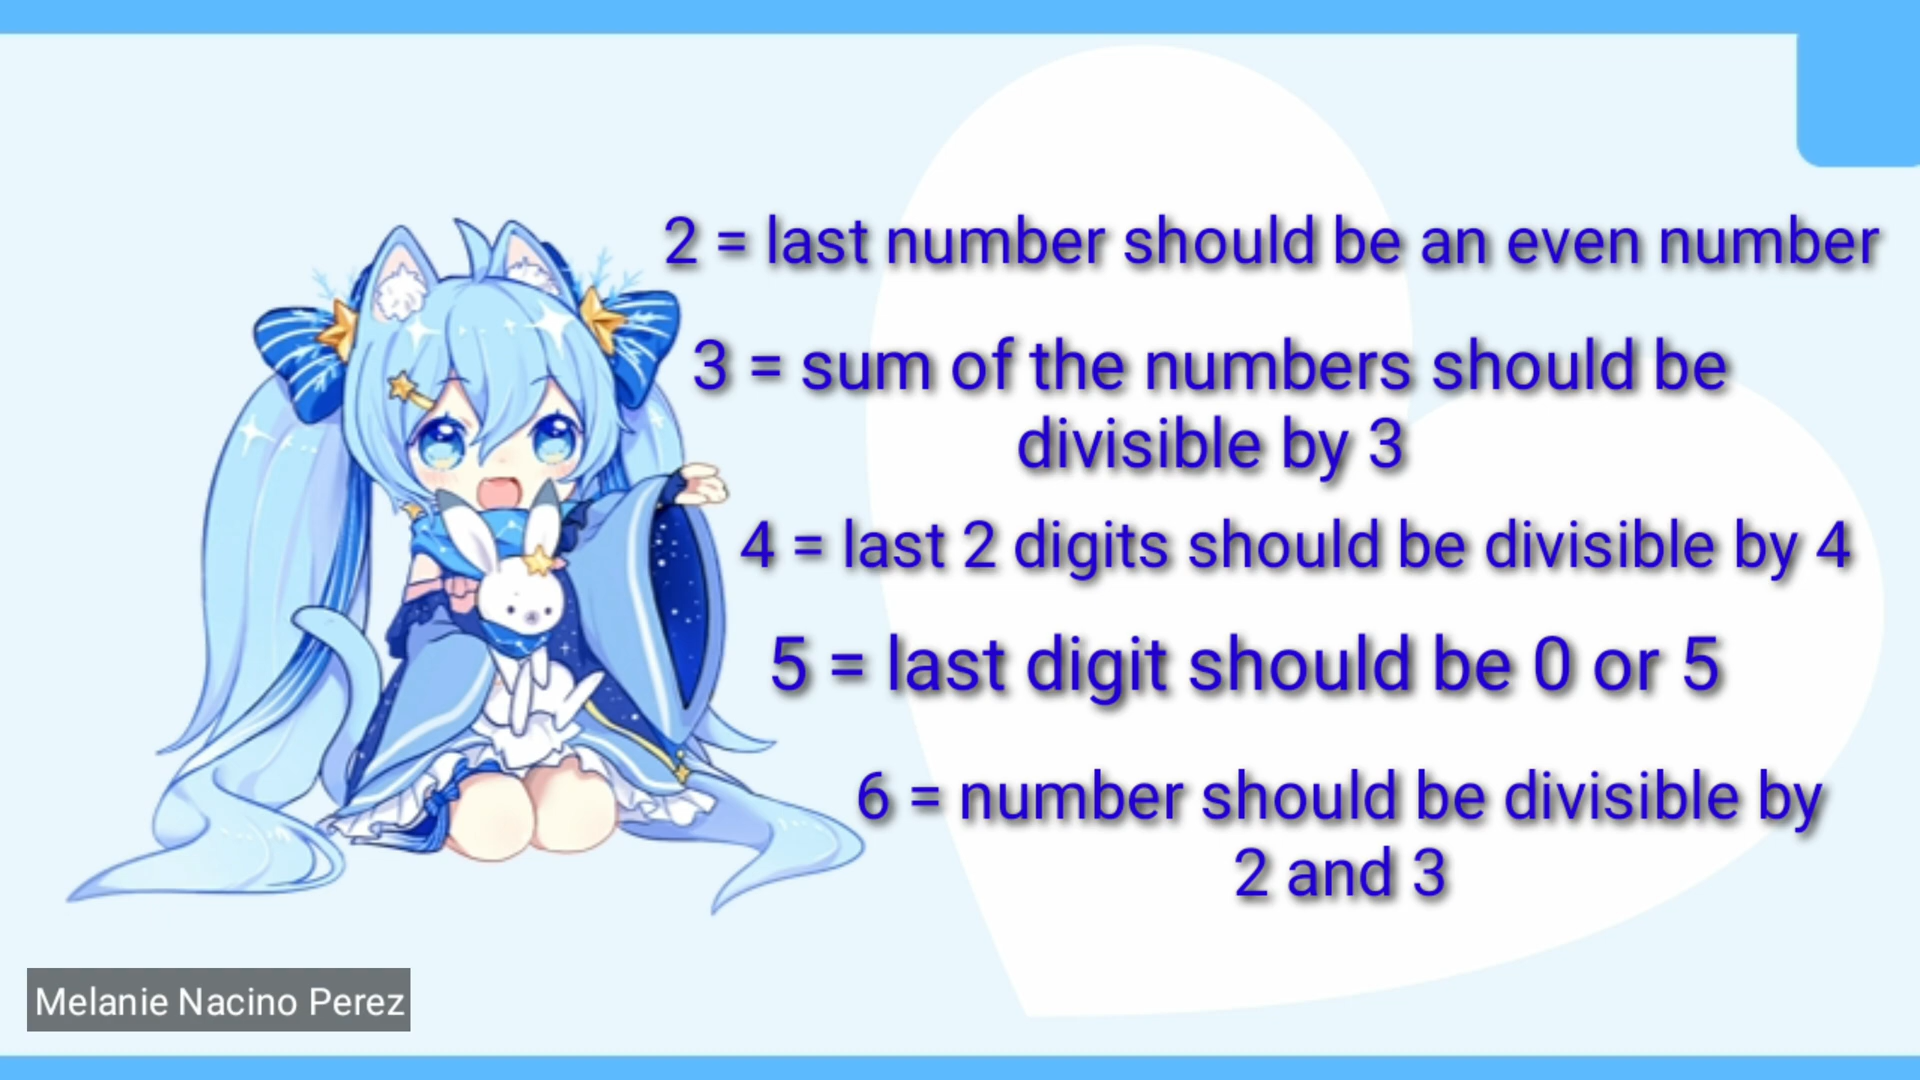 2 = last number should be an even number
3 = sum of the numbers should be
divisible by 3
4 = last 2 digits should be divisible by 4
5 = last digit should be 0 or 5
6 = number should be divisible by
2 and 3
Melanie Nacino Perez